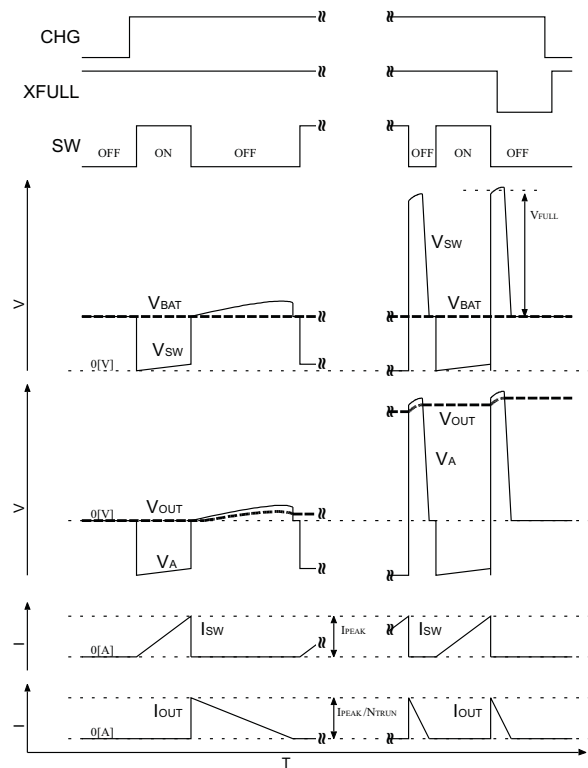 CHG
XFULL
SW
OFF ON OFF OFF ON OFF
V
VBAT
VSW
0[V]
VSW
VBAT
VFULL
V
VOUT
0[V]
VA
VOUT
VA
I
0[A]
ISW
IPEAK
ISW
I
0[A]
IOUT
IPEAK/NTRUN
IOUT
T